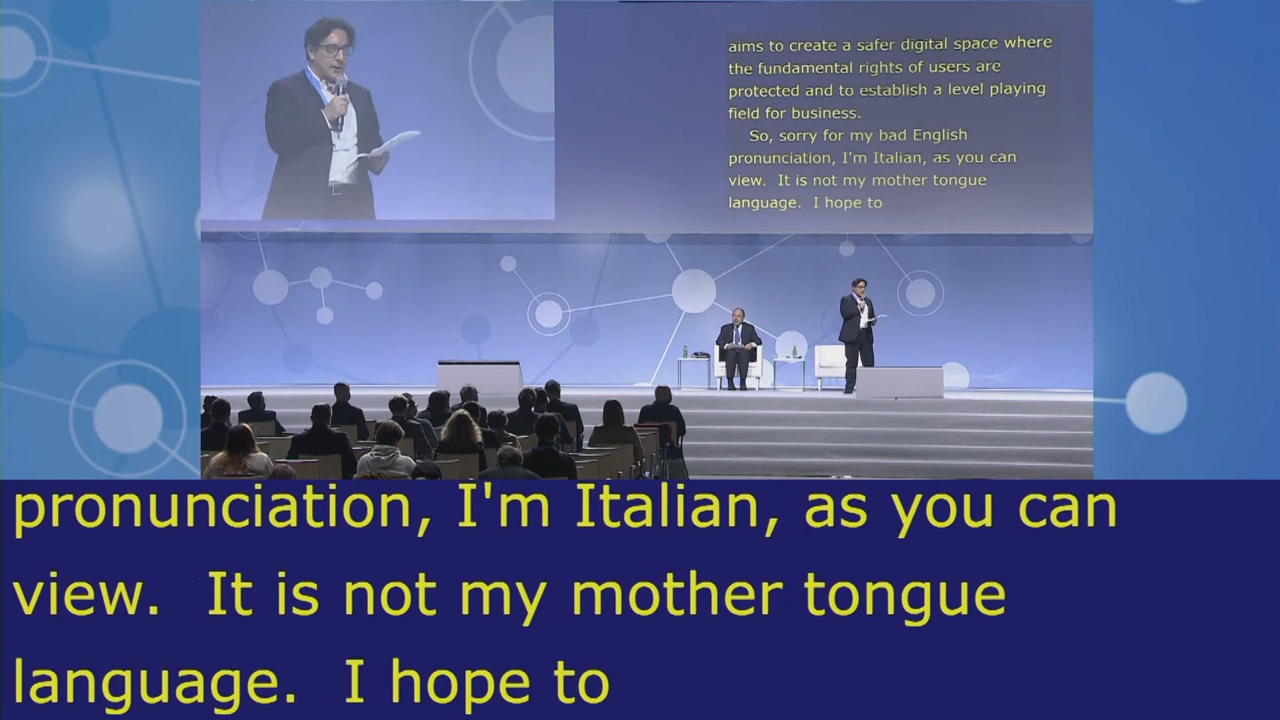 aims to create a safer digital space where
the fundamental rights of users are
protected and to establish a level playing
field for business.
So, sorry for my bad English
pronunciation, I'm Italian, as you can
view.  It is not my mother tongue
language.  I hope to
pronunciation, I'm Italian, as you can
view.  It is not my mother tongue
language.  I hope to